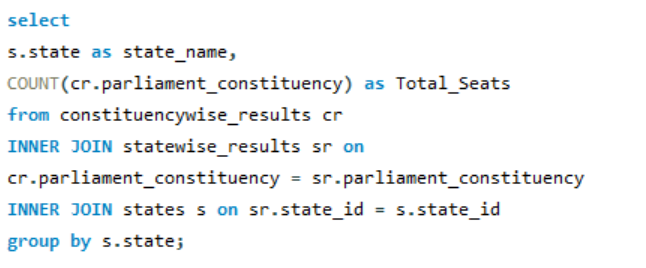 select
s.state as state_name,
COUNT(cr.parliament_constituency) as Total_Seats
from constituencywise_results cr
INNER JOIN statewise_results sr on
cr.parliament_constituency = sr.parliament_constituency
INNER JOIN states s on sr.state_id = s.state_id
group by s.state;